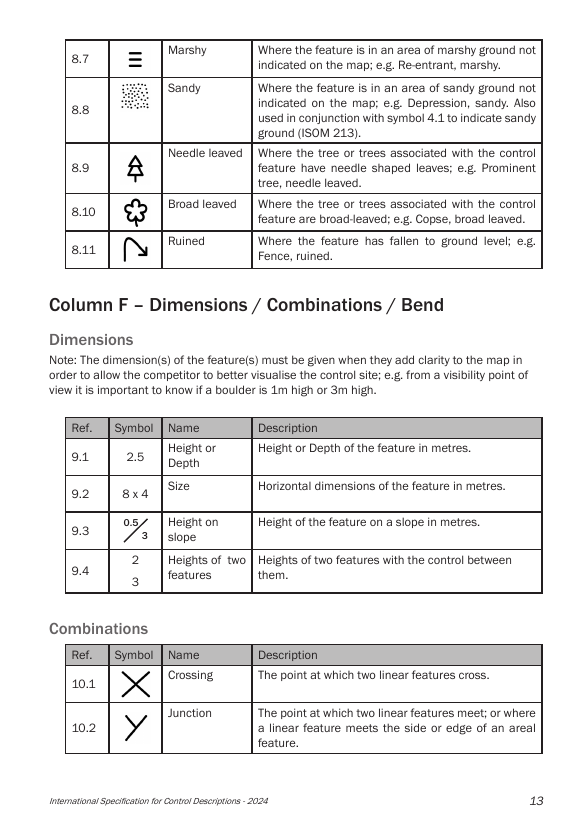 8.7
Marshy
Where the feature is in an area of marshy ground not
indicated on the map; e.g. Re-entrant, marshy.
8.8
Sandy
Where the feature is in an area of sandy ground not
indicated on the map; e.g. Depression, sandy. Also
used in conjunction with symbol 4.1 to indicate sandy
ground (ISOM 213).
8.9
Needle leaved
Where the tree or trees associated with the control
feature have needle shaped leaves; e.g. Prominent
tree, needle leaved.
8.10
Broad leaved
Where the tree or trees associated with the control
feature are broad-leaved; e.g. Copse, broad leaved.
8.11
Ruined
Where the feature has fallen to ground level; e.g.
Fence, ruined.
Column F – Dimensions / Combinations / Bend
Dimensions
Note: The dimension(s) of the feature(s) must be given when they add clarity to the map in
order to allow the competitor to better visualise the control site; e.g. from a visibility point of
view it is important to know if a boulder is 1m high or 3m high.
Ref. Symbol Name Description
9.1
2.5
Height or
Depth
Height or Depth of the feature in metres.
9.2
8 x 4
Size
Horizontal dimensions of the feature in metres.
9.3
0.5/3
Height on
slope
Height of the feature on a slope in metres.
9.4
2
3
Heights of two
features
Heights of two features with the control between
them.
Combinations
Ref. Symbol Name Description
10.1
Crossing
The point at which two linear features cross.
10.2
Junction
The point at which two linear features meet; or where
a linear feature meets the side or edge of an areal
feature.
International Specification for Control Descriptions - 2024
13